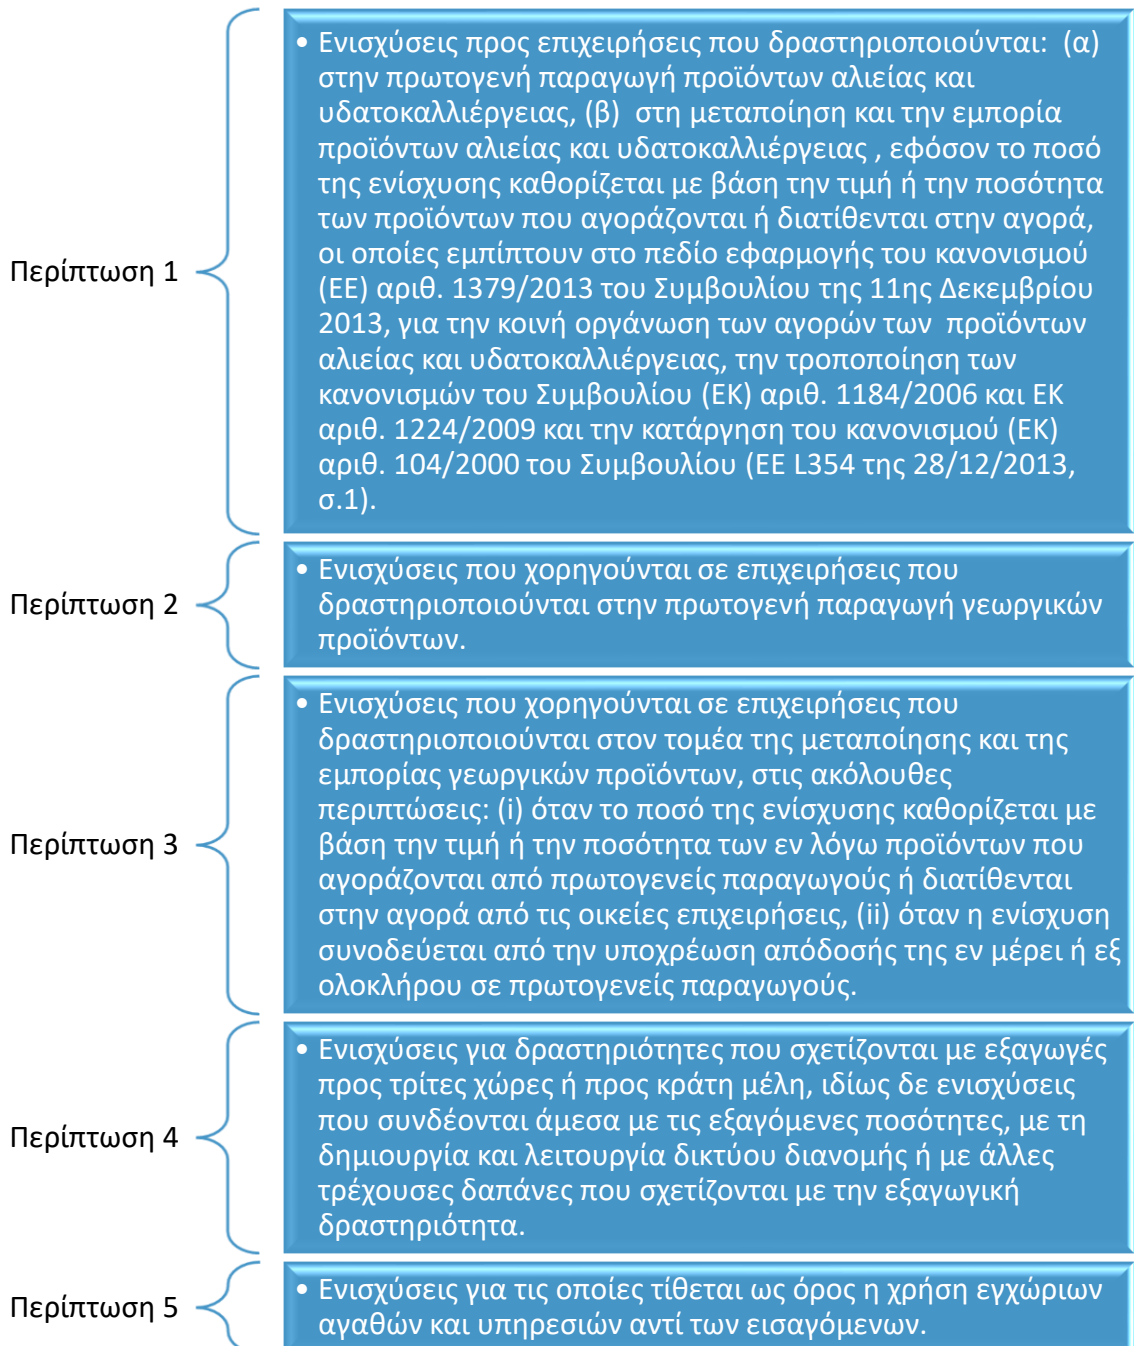 Περίπτωση 1
• Ενισχύσεις προς επιχειρήσεις που δραστηριοποιούνται: (α)
στην πρωτογενή παραγωγή προϊόντων αλιείας και
υδατοκαλλιέργειας, (β) στη μεταποίηση και την εμπορία
προϊόντων αλιείας και υδατοκαλλιέργειας , εφόσον το ποσό
της ενίσχυσης καθορίζεται με βάση την τιμή ή την ποσότητα
των προϊόντων που αγοράζονται ή διατίθενται στην αγορά,
οι οποίες εμπίπτουν στο πεδίο εφαρμογής του κανονισμού
(ΕΕ) αριθ. 1379/2013 του Συμβουλίου της 11ης Δεκεμβρίου
2013, για την κοινή οργάνωση των αγορών των προϊόντων
αλιείας και υδατοκαλλιέργειας, την τροποποίηση των
κανονισμών του Συμβουλίου (ΕΚ) αριθ. 1184/2006 και ΕΚ
αριθ. 1224/2009 και την κατάργηση του κανονισμού (ΕΚ)
αριθ. 104/2000 του Συμβουλίου (ΕΕ L354 της 28/12/2013,
σ.1).
Περίπτωση 2
• Ενισχύσεις που χορηγούνται σε επιχειρήσεις που
δραστηριοποιούνται στην πρωτογενή παραγωγή γεωργικών
προϊόντων.
Περίπτωση 3
• Ενισχύσεις που χορηγούνται σε επιχειρήσεις που
δραστηριοποιούνται στον τομέα της μεταποίησης και της
εμπορίας γεωργικών προϊόντων, στις ακόλουθες
περιπτώσεις: (i) όταν το ποσό της ενίσχυσης καθορίζεται με
βάση την τιμή ή την ποσότητα των εν λόγω προϊόντων που
αγοράζονται από πρωτογενείς παραγωγούς ή διατίθενται
στην αγορά από τις οικείες επιχειρήσεις, (ii) όταν η ενίσχυση
συνοδεύεται από την υποχρέωση απόδοσής της εν μέρει ή εξ
ολοκλήρου σε πρωτογενείς παραγωγούς.
Περίπτωση 4
• Ενισχύσεις για δραστηριότητες που σχετίζονται με εξαγωγές
προς τρίτες χώρες ή προς κράτη μέλη, ιδίως δε ενισχύσεις
που συνδέονται άμεσα με τις εξαγόμενες ποσότητες, με τη
δημιουργία και λειτουργία δικτύου διανομής ή με άλλες
τρέχουσες δαπάνες που σχετίζονται με την εξαγωγική
δραστηριότητα.
Περίπτωση 5
• Ενισχύσεις για τις οποίες τίθεται ως όρος η χρήση εγχώριων
αγαθών και υπηρεσιών αντί των εισαγόμενων.